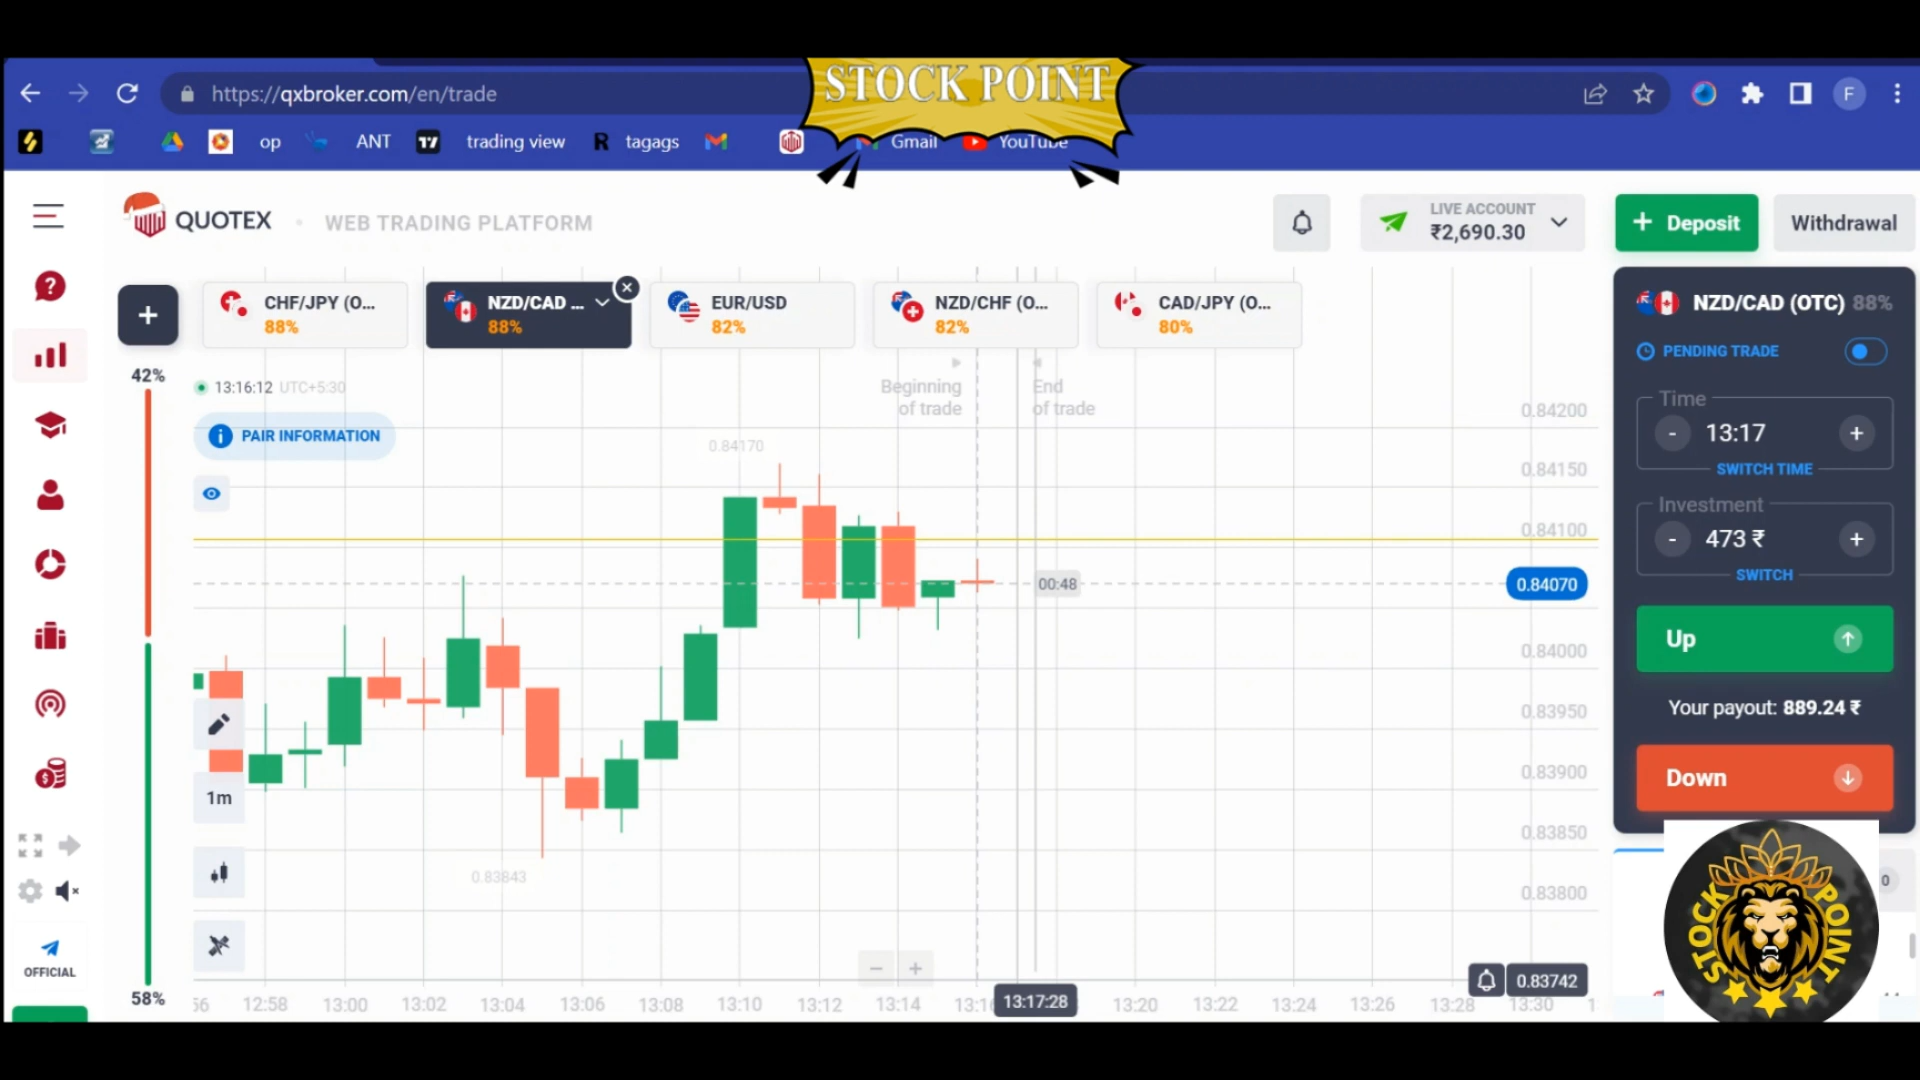 STOCK POINT
https://qxbroker.com/en/trade
F
op
ANT
trading view
R
tagags
Gmail
YouTube
QUOTEX
WEB TRADING PLATFORM
LIVE ACCOUNT
₹2,690.30
+ Deposit
Withdrawal
+
CHF/JPY (O...
88%
NZD/CAD ...
88%
EUR/USD
82%
NZD/CHF (O...
82%
CAD/JPY (O...
80%
NZD/CAD (OTC) 88%
PENDING TRADE
Time
- 13:17 +
SWITCH TIME
Investment
- 473 ₹ +
SWITCH
Up
Your payout: 889.24 ₹
Down
42%
58%
13:16:12 UTC+5:30
PAIR INFORMATION
Beginning
of trade
End
of trade
0.84170
0.83843
00:48
1m
0.84200
0.84150
0.84100
0.84070
0.84000
0.83950
0.83900
0.83850
0.83800
0.83742
OFFICIAL
56 12:58 13:00 13:02 13:04 13:06 13:08 13:10 13:12 13:14 13:16 13:17:28 13:20 13:22 13:24 13:26 13:28 13:30 1
0
STOCK POINT